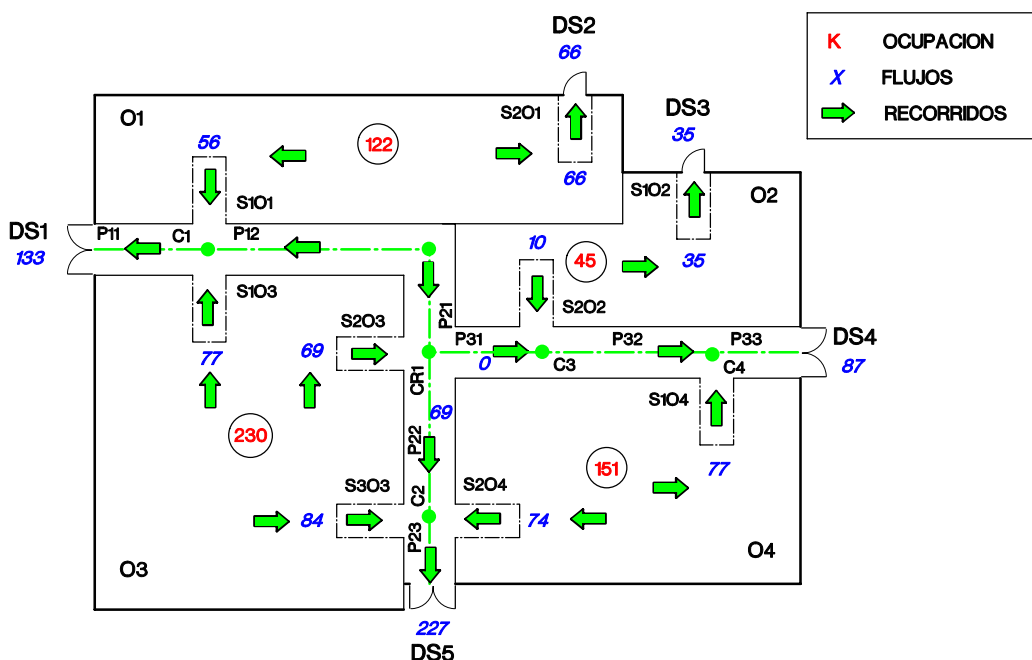 DS2
66
K OCUPACION
X FLUJOS
RECORRIDOS
DS3
35
O1
S2O1
122
56
66
S1O2
O2
S1O1
DS1
133
P11
C1
P12
10
45
35
S1O3
P21
S2O2
S2O3
69
77
P31
0
P32
P33
DS4
87
C3
C4
CR1
69
S1O4
230
P22
151
77
S3O3
C2
S2O4
84
P23
74
O3
O4
227
DS5